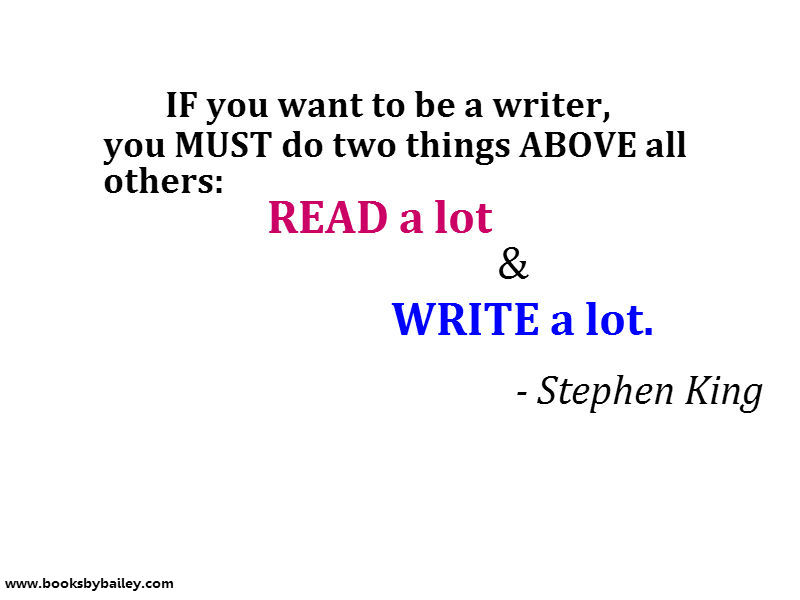 IF you want to be a writer,
you MUST do two things ABOVE all
others:
READ a lot
&
WRITE a lot.
- Stephen King
www.booksbybailey.com